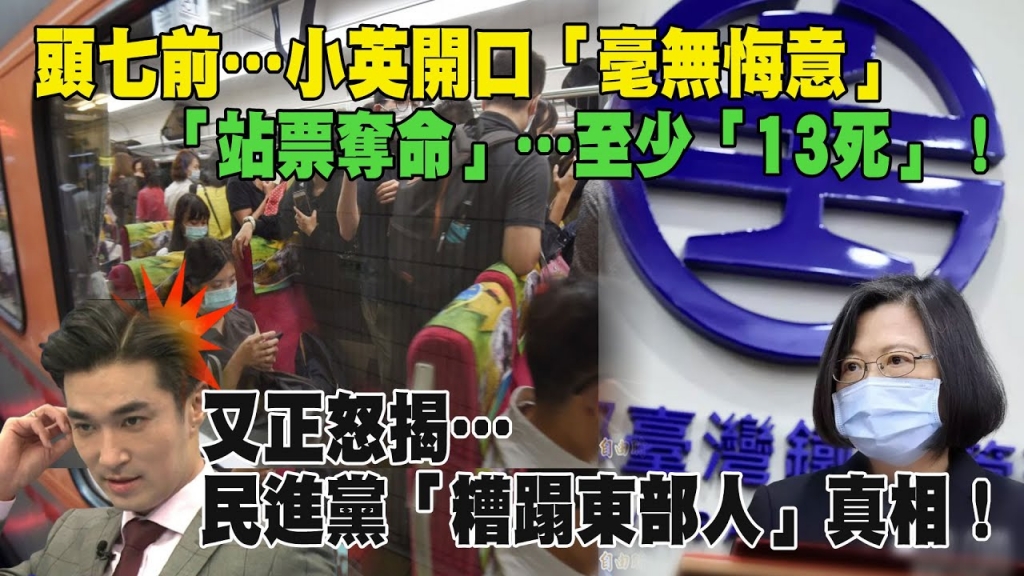 頭七前…小英開口「毫無悔意」
「站票奪命」…至少「13死」！
臺灣鐵
又正怒揭…
民進黨「糟蹋東部人」真相！